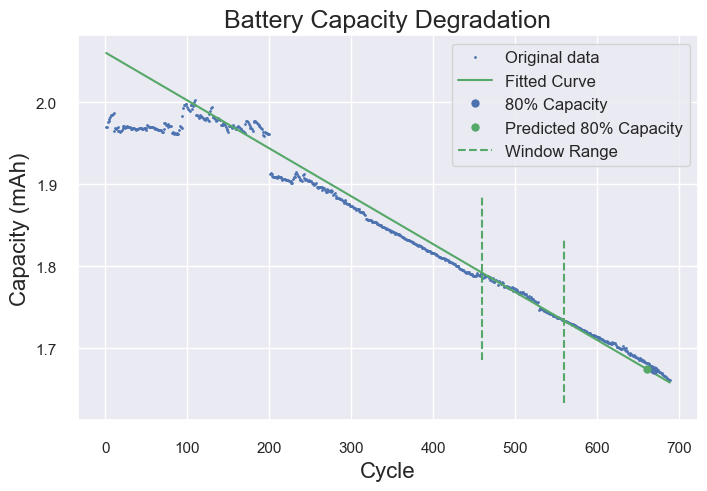 Battery Capacity Degradation
Original data
Fitted Curve
80% Capacity
Predicted 80% Capacity
Window Range
Capacity (mAh)
2.0
1.9
1.8
1.7
0 100 200 300 400 500 600 700
Cycle